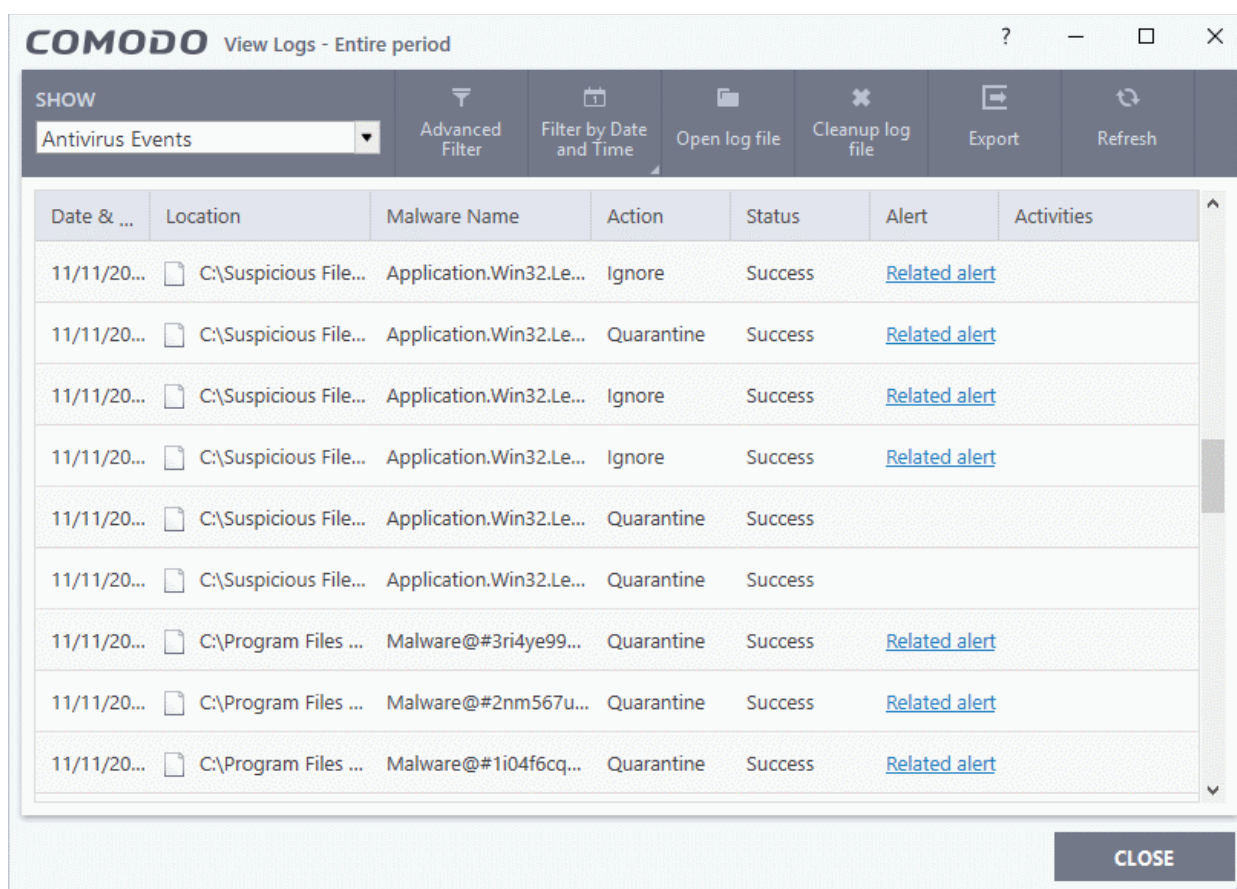 COMODO View Logs - Entire period ?
SHOW
Antivirus Events
Advanced Filter
Filter by Date and Time
Open log file
Cleanup log file
Export
Refresh
Date & ... Location Malware Name Action Status Alert Activities
11/11/20... C:\Suspicious File... Application.Win32.Le... Ignore Success Related alert
11/11/20... C:\Suspicious File... Application.Win32.Le... Quarantine Success Related alert
11/11/20... C:\Suspicious File... Application.Win32.Le... Ignore Success Related alert
11/11/20... C:\Suspicious File... Application.Win32.Le... Ignore Success Related alert
11/11/20... C:\Suspicious File... Application.Win32.Le... Quarantine Success
11/11/20... C:\Suspicious File... Application.Win32.Le... Quarantine Success
11/11/20... C:\Program Files ... Malware@#3ri4ye99... Quarantine Success Related alert
11/11/20... C:\Program Files ... Malware@#2nm567u... Quarantine Success Related alert
11/11/20... C:\Program Files ... Malware@#1i04f6cq... Quarantine Success Related alert
CLOSE